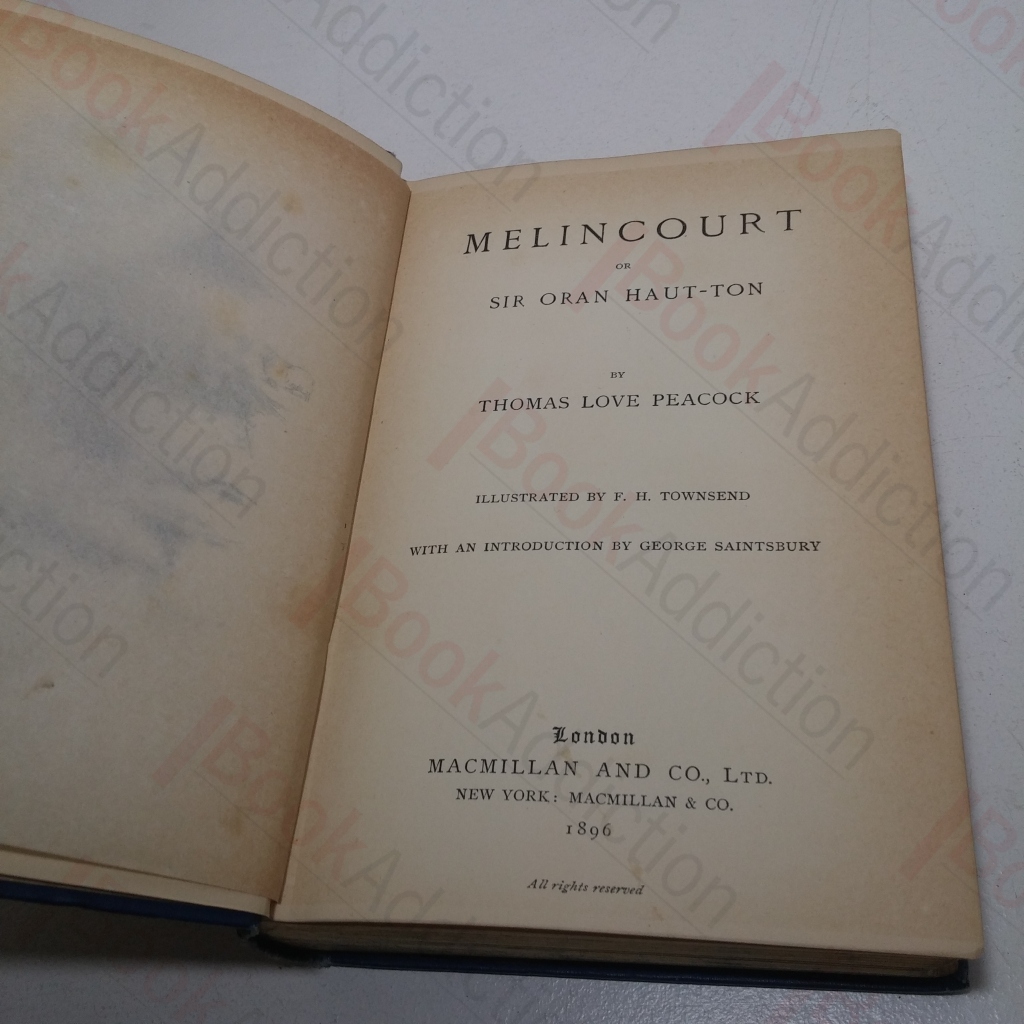 MELINCOURT
OR
SIR ORAN HAUT-TON
BY
THOMAS LOVE PEACOCK
ILLUSTRATED BY F. H. TOWNSEND
WITH AN INTRODUCTION BY GEORGE SAINTSBURY
London
MACMILLAN AND CO., LTD.
NEW YORK: MACMILLAN & CO.
1896
All rights reserved
BookAddiction